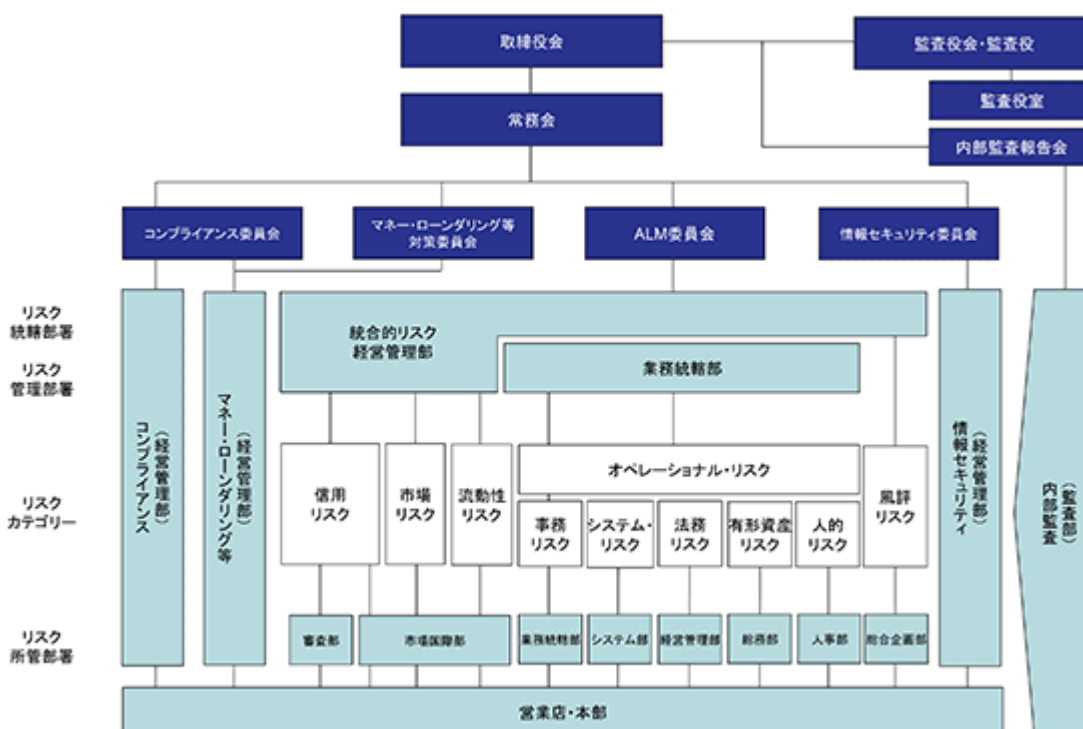 取締役会
監査役会・監査役
監査役室
常務会
内部監査報告会
コンプライアンス委員会
マネー・ローンダリング等
対策委員会
ALM委員会
情報セキュリティ委員会
リスク
統轄部署
統合的リスク
経営管理部
リスク
管理部署
業務統轄部
コンプライアンス
（経営管理部）
マネー・ローンダリング等
（経営管理部）
情報セキュリティ
（経営管理部）
内部監査
（監査部）
リスク
カテゴリー
信用
リスク
市場
リスク
流動性
リスク
オペレーショナル・リスク
事務
リスク
システム・
リスク
法務
リスク
有形資産
リスク
人的
リスク
風評
リスク
リスク
所管部署
審査部
市場国際部
業務統轄部
システム部
経営管理部
総務部
人事部
総合企画部
営業店・本部